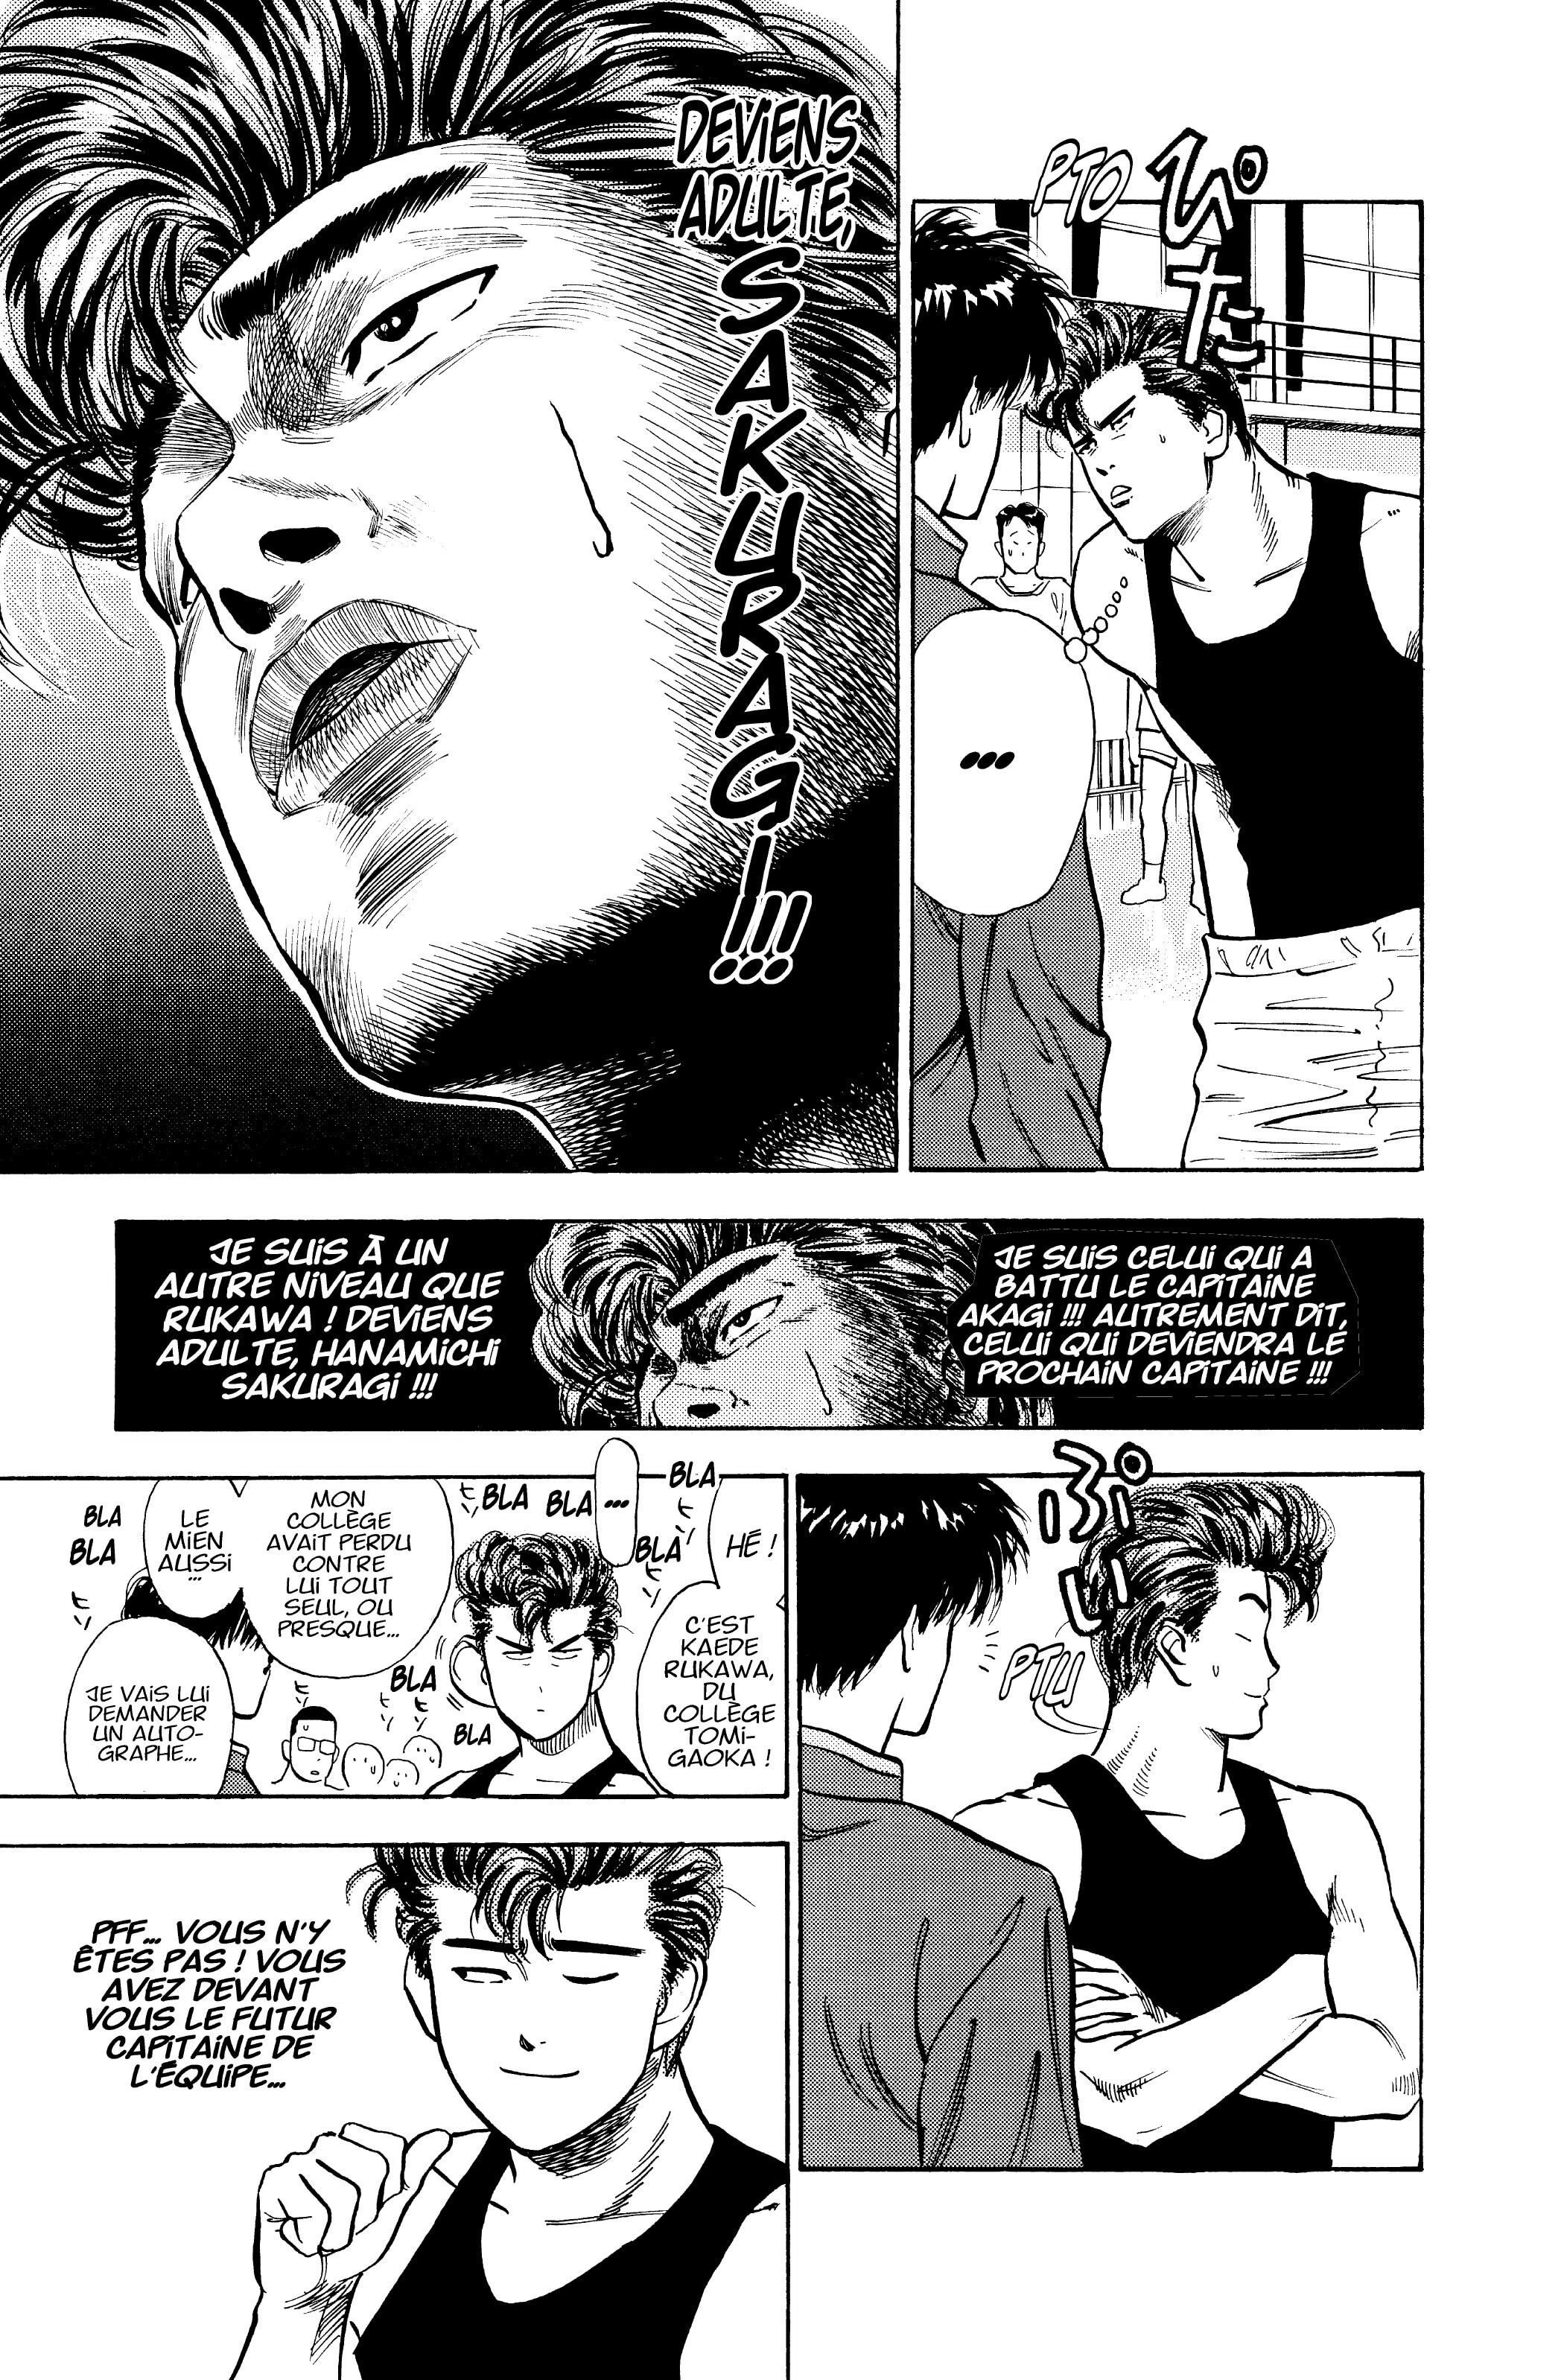 PTO
ぴた
...
DEVIENS
ADULTE,
SAKURAGI !!!
JE SUIS CELUI QUI A
BATTU LE CAPITAINE
AKAGI !!! AUTREMENT DIT,
CELUI QUI DEVIENDRA LE
PROCHAIN CAPITAINE !!!
JE SUIS À UN
AUTRE NIVEAU QUE
RUKAWA ! DEVIENS
ADULTE, HANAMICHI
SAKURAGI !!!
ぷい
PTU
HÉ !
C'EST
KAEDE
RUKAWA,
DU
COLLÈGE
TOMI-
GAOKA !
BLA
BLA
...
BLA
BLA
MON
COLLÈGE
AVAIT PERDU
CONTRE
LUI TOUT
SEUL, OU
PRESQUE...
LE
MIEN
AUSSI
...
BLA
BLA
JE VAIS LUI
DEMANDER
UN AUTO-
GRAPHE...
BLA
BLA
PFF... VOUS N'Y
ÊTES PAS ! VOUS
AVEZ DEVANT
VOUS LE FUTUR
CAPITAINE DE
L'ÉQUIPE...